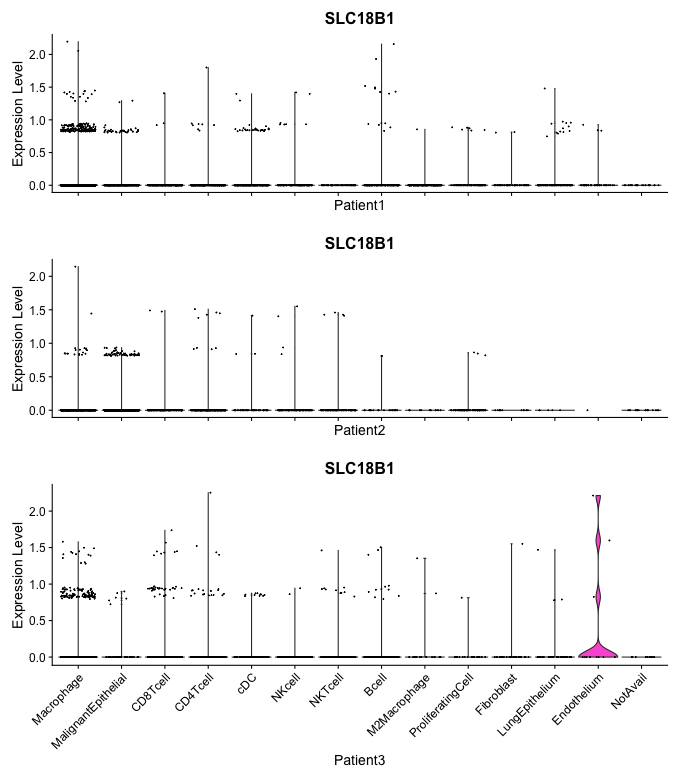 SLC18B1
Expression Level
2.0
1.5
1.0
0.5
0.0
Patient1
SLC18B1
Expression Level
2.0
1.5
1.0
0.5
0.0
Patient2
SLC18B1
Expression Level
2.0
1.5
1.0
0.5
0.0
Macrophage
MalignantEpithelial
CD8Tcell
CD4Tcell
cDC
NKcell
NKTcell
Bcell
M2Macrophage
ProliferatingCell
Fibroblast
LungEpithelium
Endothelium
NotAvail
Patient3